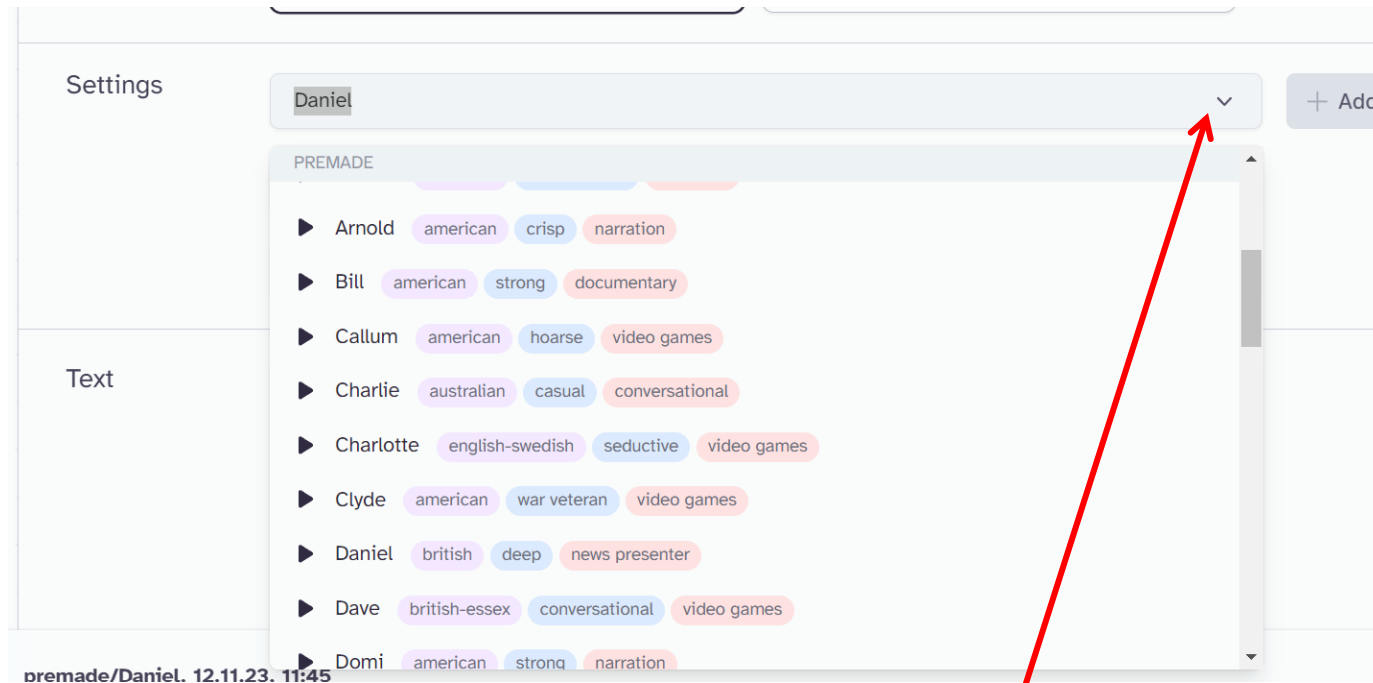 Settings
Daniel
+ Add
PREMADE
Arnold american crisp narration
Bill american strong documentary
Callum american hoarse video games
Text
Charlie australian casual conversational
Charlotte english-swedish seductive video games
Clyde american war veteran video games
Daniel british deep news presenter
Dave british-essex conversational video games
Domi american strong narration
premade/Daniel, 12.11.23, 11:45